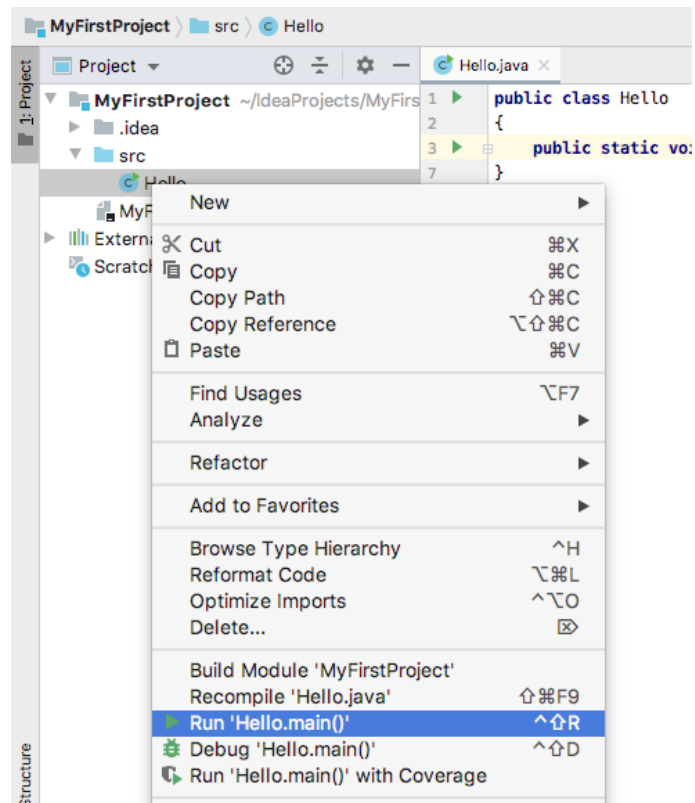 MyFirstProject src Hello
1: Project
Project
Hello.java
MyFirstProject ~/IdeaProjects/MyFirs
.idea
src
Hello
MyF
Externa
Scratch
1 public class Hello
2 {
3 public static voi
7 }
New
Cut ⌘X
Copy ⌘C
Copy Path ⇧⌘C
Copy Reference ⌥⇧⌘C
Paste ⌘V
Find Usages ⌥F7
Analyze
Refactor
Add to Favorites
Browse Type Hierarchy ^H
Reformat Code ⌥⌘L
Optimize Imports ^⌥O
Delete... ⌦
Build Module 'MyFirstProject'
Recompile 'Hello.java' ⇧⌘F9
Run 'Hello.main()' ^⇧R
Debug 'Hello.main()' ^⇧D
Run 'Hello.main()' with Coverage
Structure